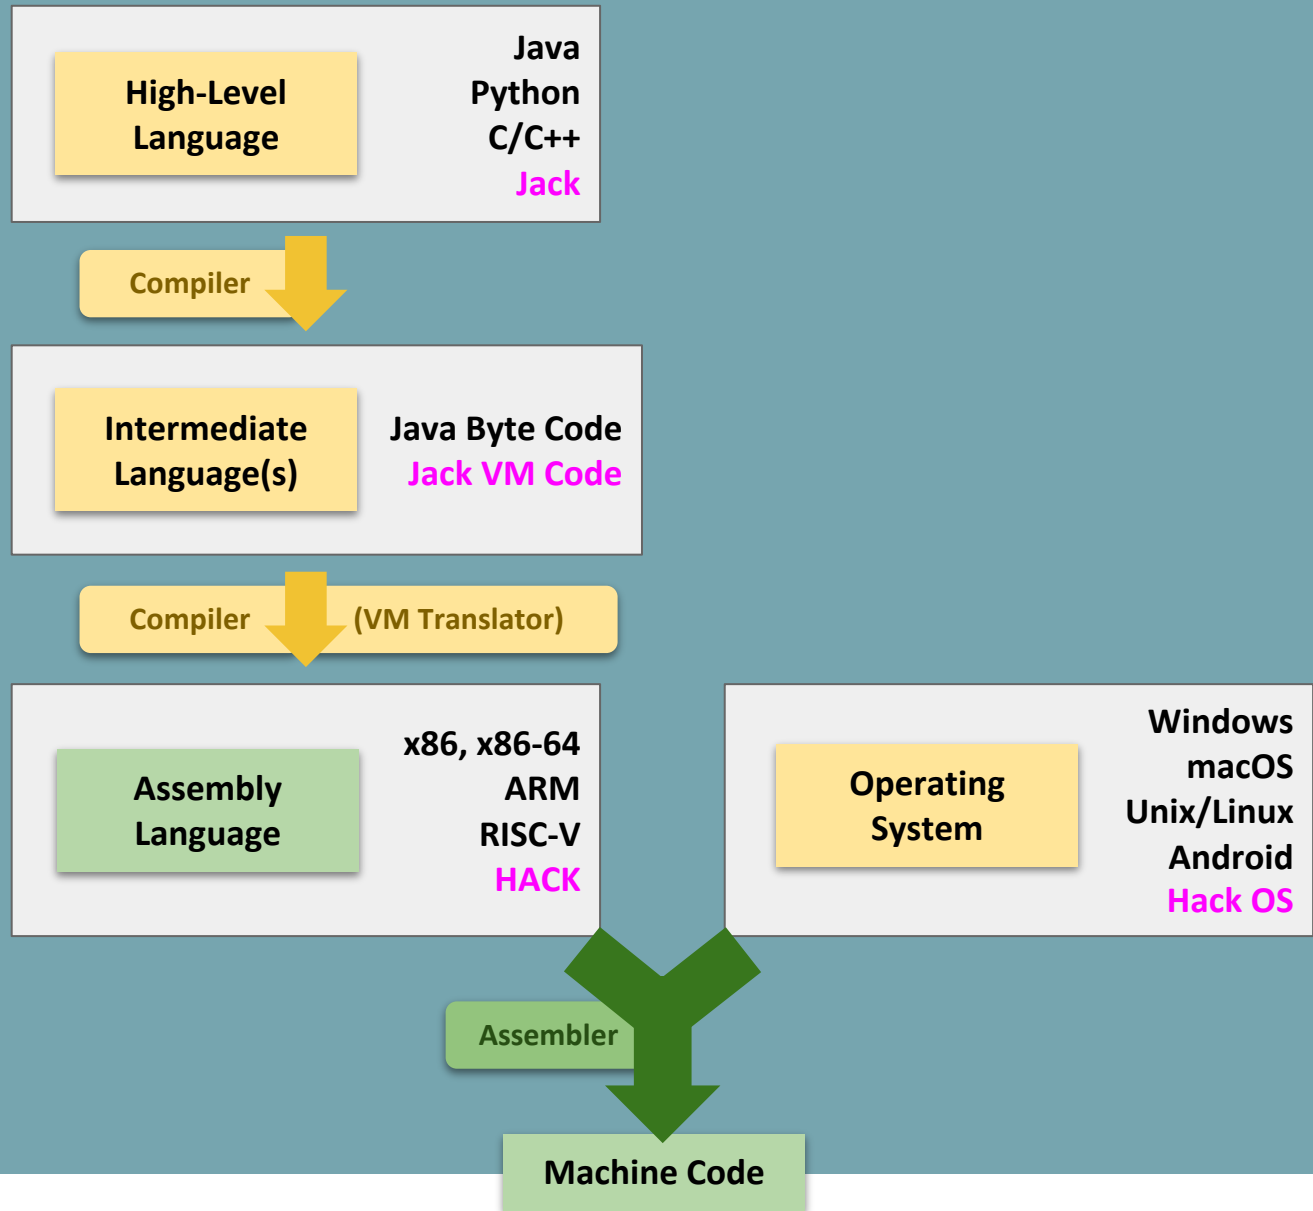 High-Level
Language
Java
Python
C/C++
Jack
Compiler
Intermediate
Language(s)
Java Byte Code
Jack VM Code
Compiler
(VM Translator)
Assembly
Language
x86, x86-64
ARM
RISC-V
HACK
Operating
System
Windows
macOS
Unix/Linux
Android
Hack OS
Assembler
Machine Code